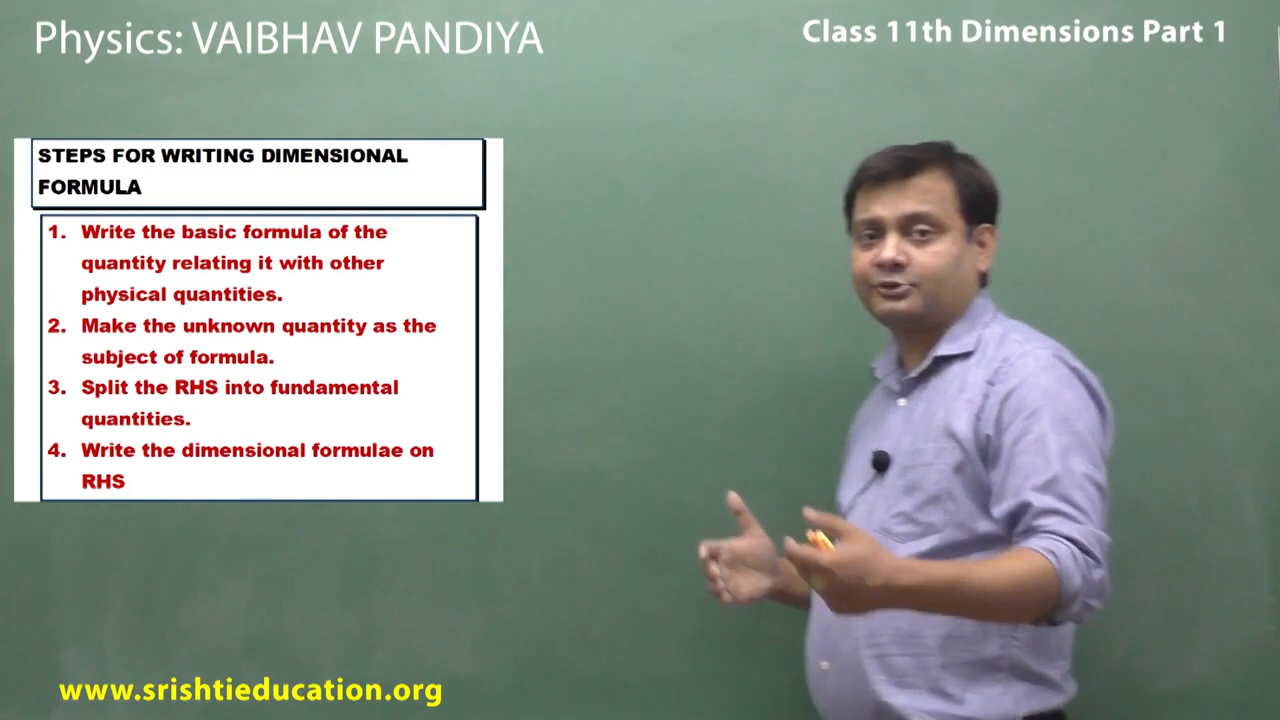 Physics: VAIBHAV PANDIYA
Class 11th Dimensions Part 1
STEPS FOR WRITING DIMENSIONAL
FORMULA
1. Write the basic formula of the
quantity relating it with other
physical quantities.
2. Make the unknown quantity as the
subject of formula.
3. Split the RHS into fundamental
quantities.
4. Write the dimensional formulae on
RHS
www.srishtieducation.org